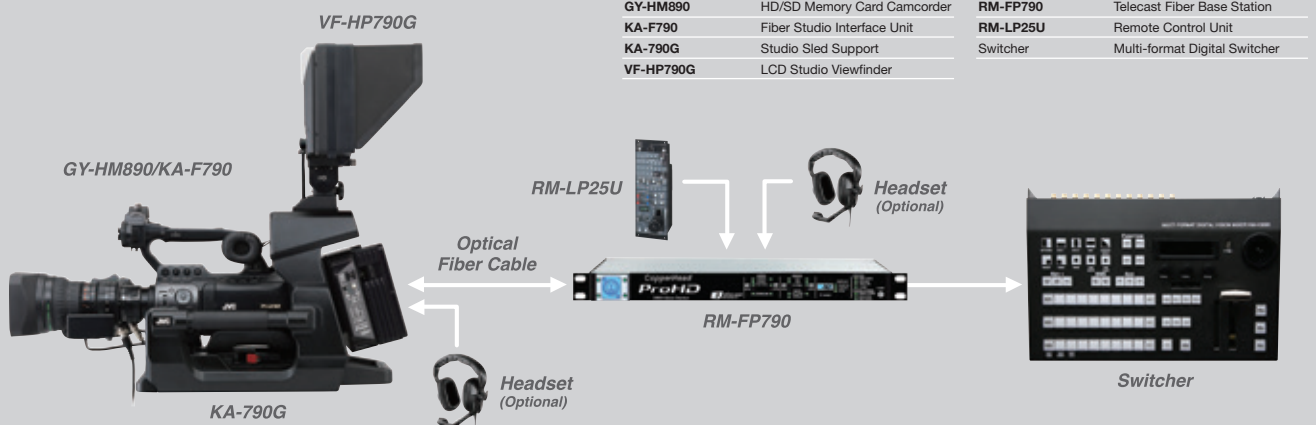 GY-HM890 HD/SD Memory Card Camcorder RM-FP790 Telecast Fiber Base Station
KA-F790 Fiber Studio Interface Unit RM-LP25U Remote Control Unit
KA-790G Studio Sled Support Switcher Multi-format Digital Switcher
VF-HP790G LCD Studio Viewfinder
VF-HP790G
GY-HM890/KA-F790
RM-LP25U
Headset
(Optional)
Optical
Fiber Cable
CopperHead
ProHD
RM-FP790
JVC
Headset
(Optional)
KA-790G
Switcher